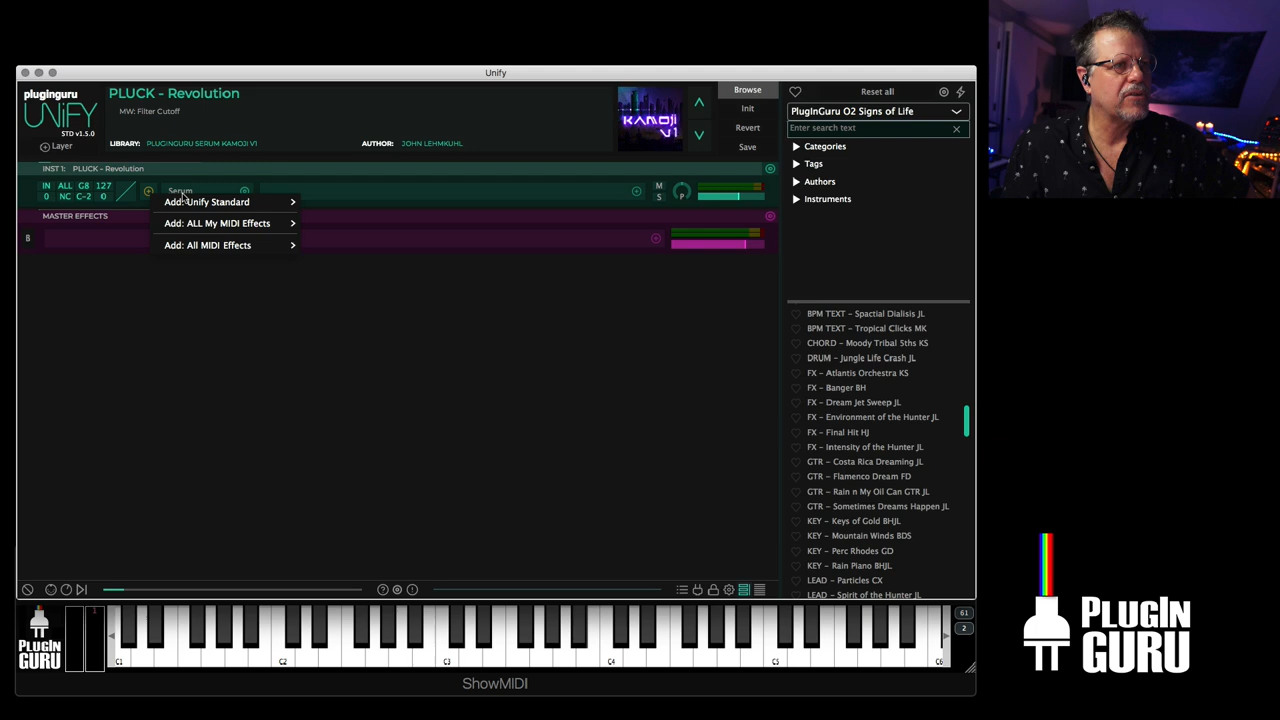 Unify
pluginguru
UNIFY
STD v1.5.0
Layer
PLUCK - Revolution
MW: Filter Cutoff
LIBRARY: PLUGINGURU SERUM KAMOJI V1
AUTHOR: JOHN LEHMKUHL
KAMOJI
V1
Browse
Init
Revert
Save
Reset all
PlugInGuru O2 Signs of Life
Enter search text
Categories
Tags
Authors
Instruments
INST 1: PLUCK - Revolution
IN ALL G8 127
0 NC C-2 0
Serum
M
S
P
MASTER EFFECTS
Add: Unify Standard
Add: ALL My MIDI Effects
Add: All MIDI Effects
BPM TEXT - Spactial Dialisis JL
BPM TEXT - Tropical Clicks MK
CHORD - Moody Tribal 5ths KS
DRUM - Jungle Life Crash JL
FX - Atlantis Orchestra KS
FX - Banger BH
FX - Dream Jet Sweep JL
FX - Environment of the Hunter JL
FX - Final Hit HJ
FX - Intensity of the Hunter JL
GTR - Costa Rica Dreaming JL
GTR - Flamenco Dream FD
GTR - Rain n My Oil Can GTR JL
GTR - Sometimes Dreams Happen JL
KEY - Keys of Gold BHJL
KEY - Mountain Winds BDS
KEY - Perc Rhodes GD
KEY - Rain Piano BHJL
LEAD - Particles CX
LEAD - Spirit of the Hunter JL
PLUGIN
GURU
1
C1 C2 C3 C4 C5 C6
61
2
ShowMIDI
PLUGIN
GURU